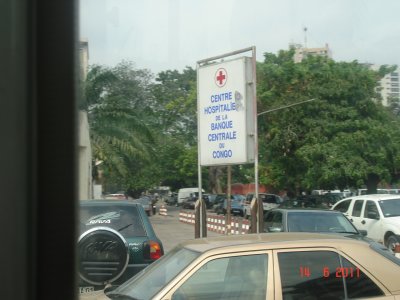 CENTRE
HOSPITALIER
DE LA
BANQUE
CENTRALE
DU
CONGO
14 6 2011